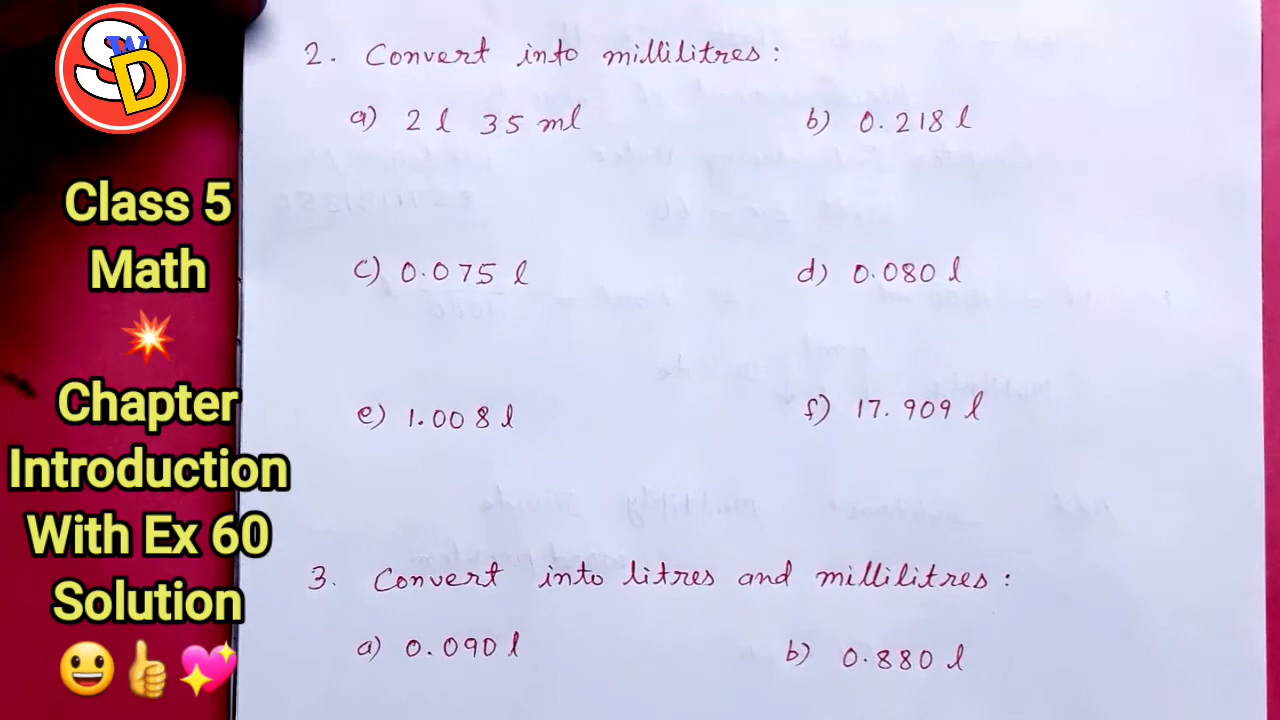 SWD
Class 5
Math
💥
Chapter
Introduction
With Ex 60
Solution
😀👍💖
2. Convert into millilitres:
a) 2 l 35 ml b) 0.218 l
c) 0.075 l d) 0.080 l
e) 1.008 l f) 17.909 l
3. Convert into litres and millilitres:
a) 0.090 l b) 0.880 l